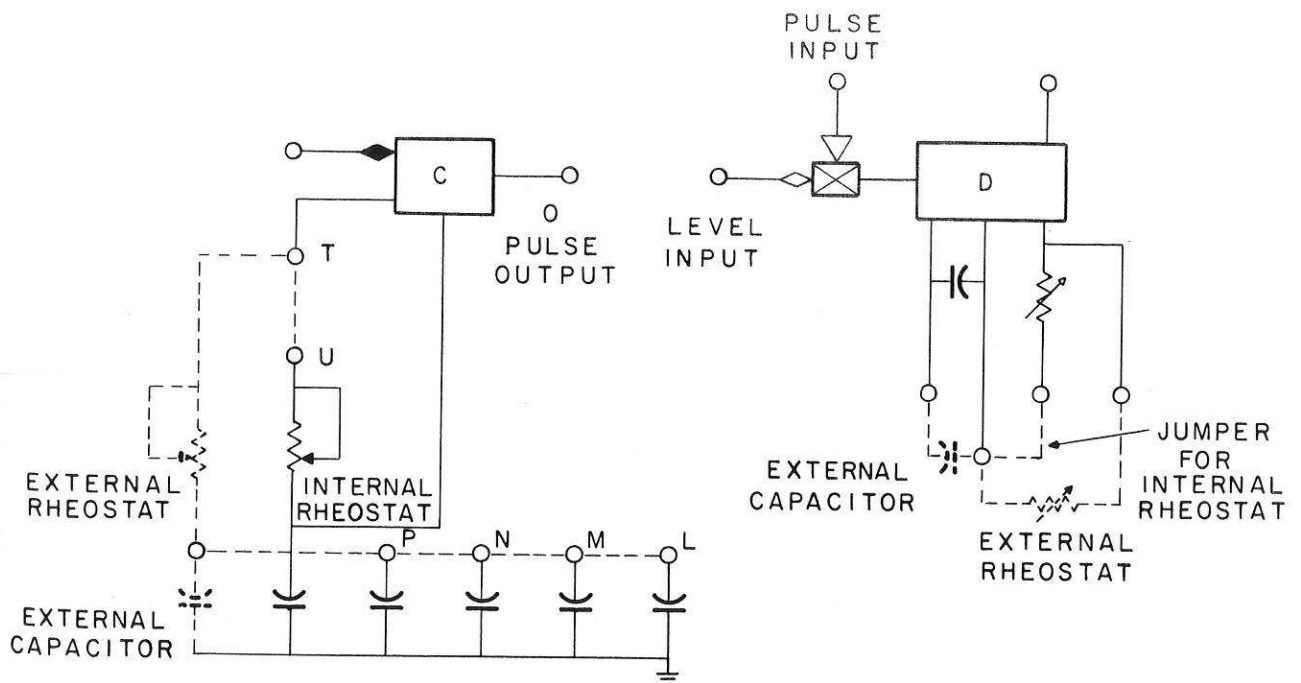 PULSE
INPUT
C
D
O
PULSE
OUTPUT
LEVEL
INPUT
T
U
EXTERNAL
RHEOSTAT
INTERNAL
RHEOSTAT
P
N
M
L
EXTERNAL
CAPACITOR
EXTERNAL
CAPACITOR
JUMPER
FOR
INTERNAL
RHEOSTAT
EXTERNAL
RHEOSTAT